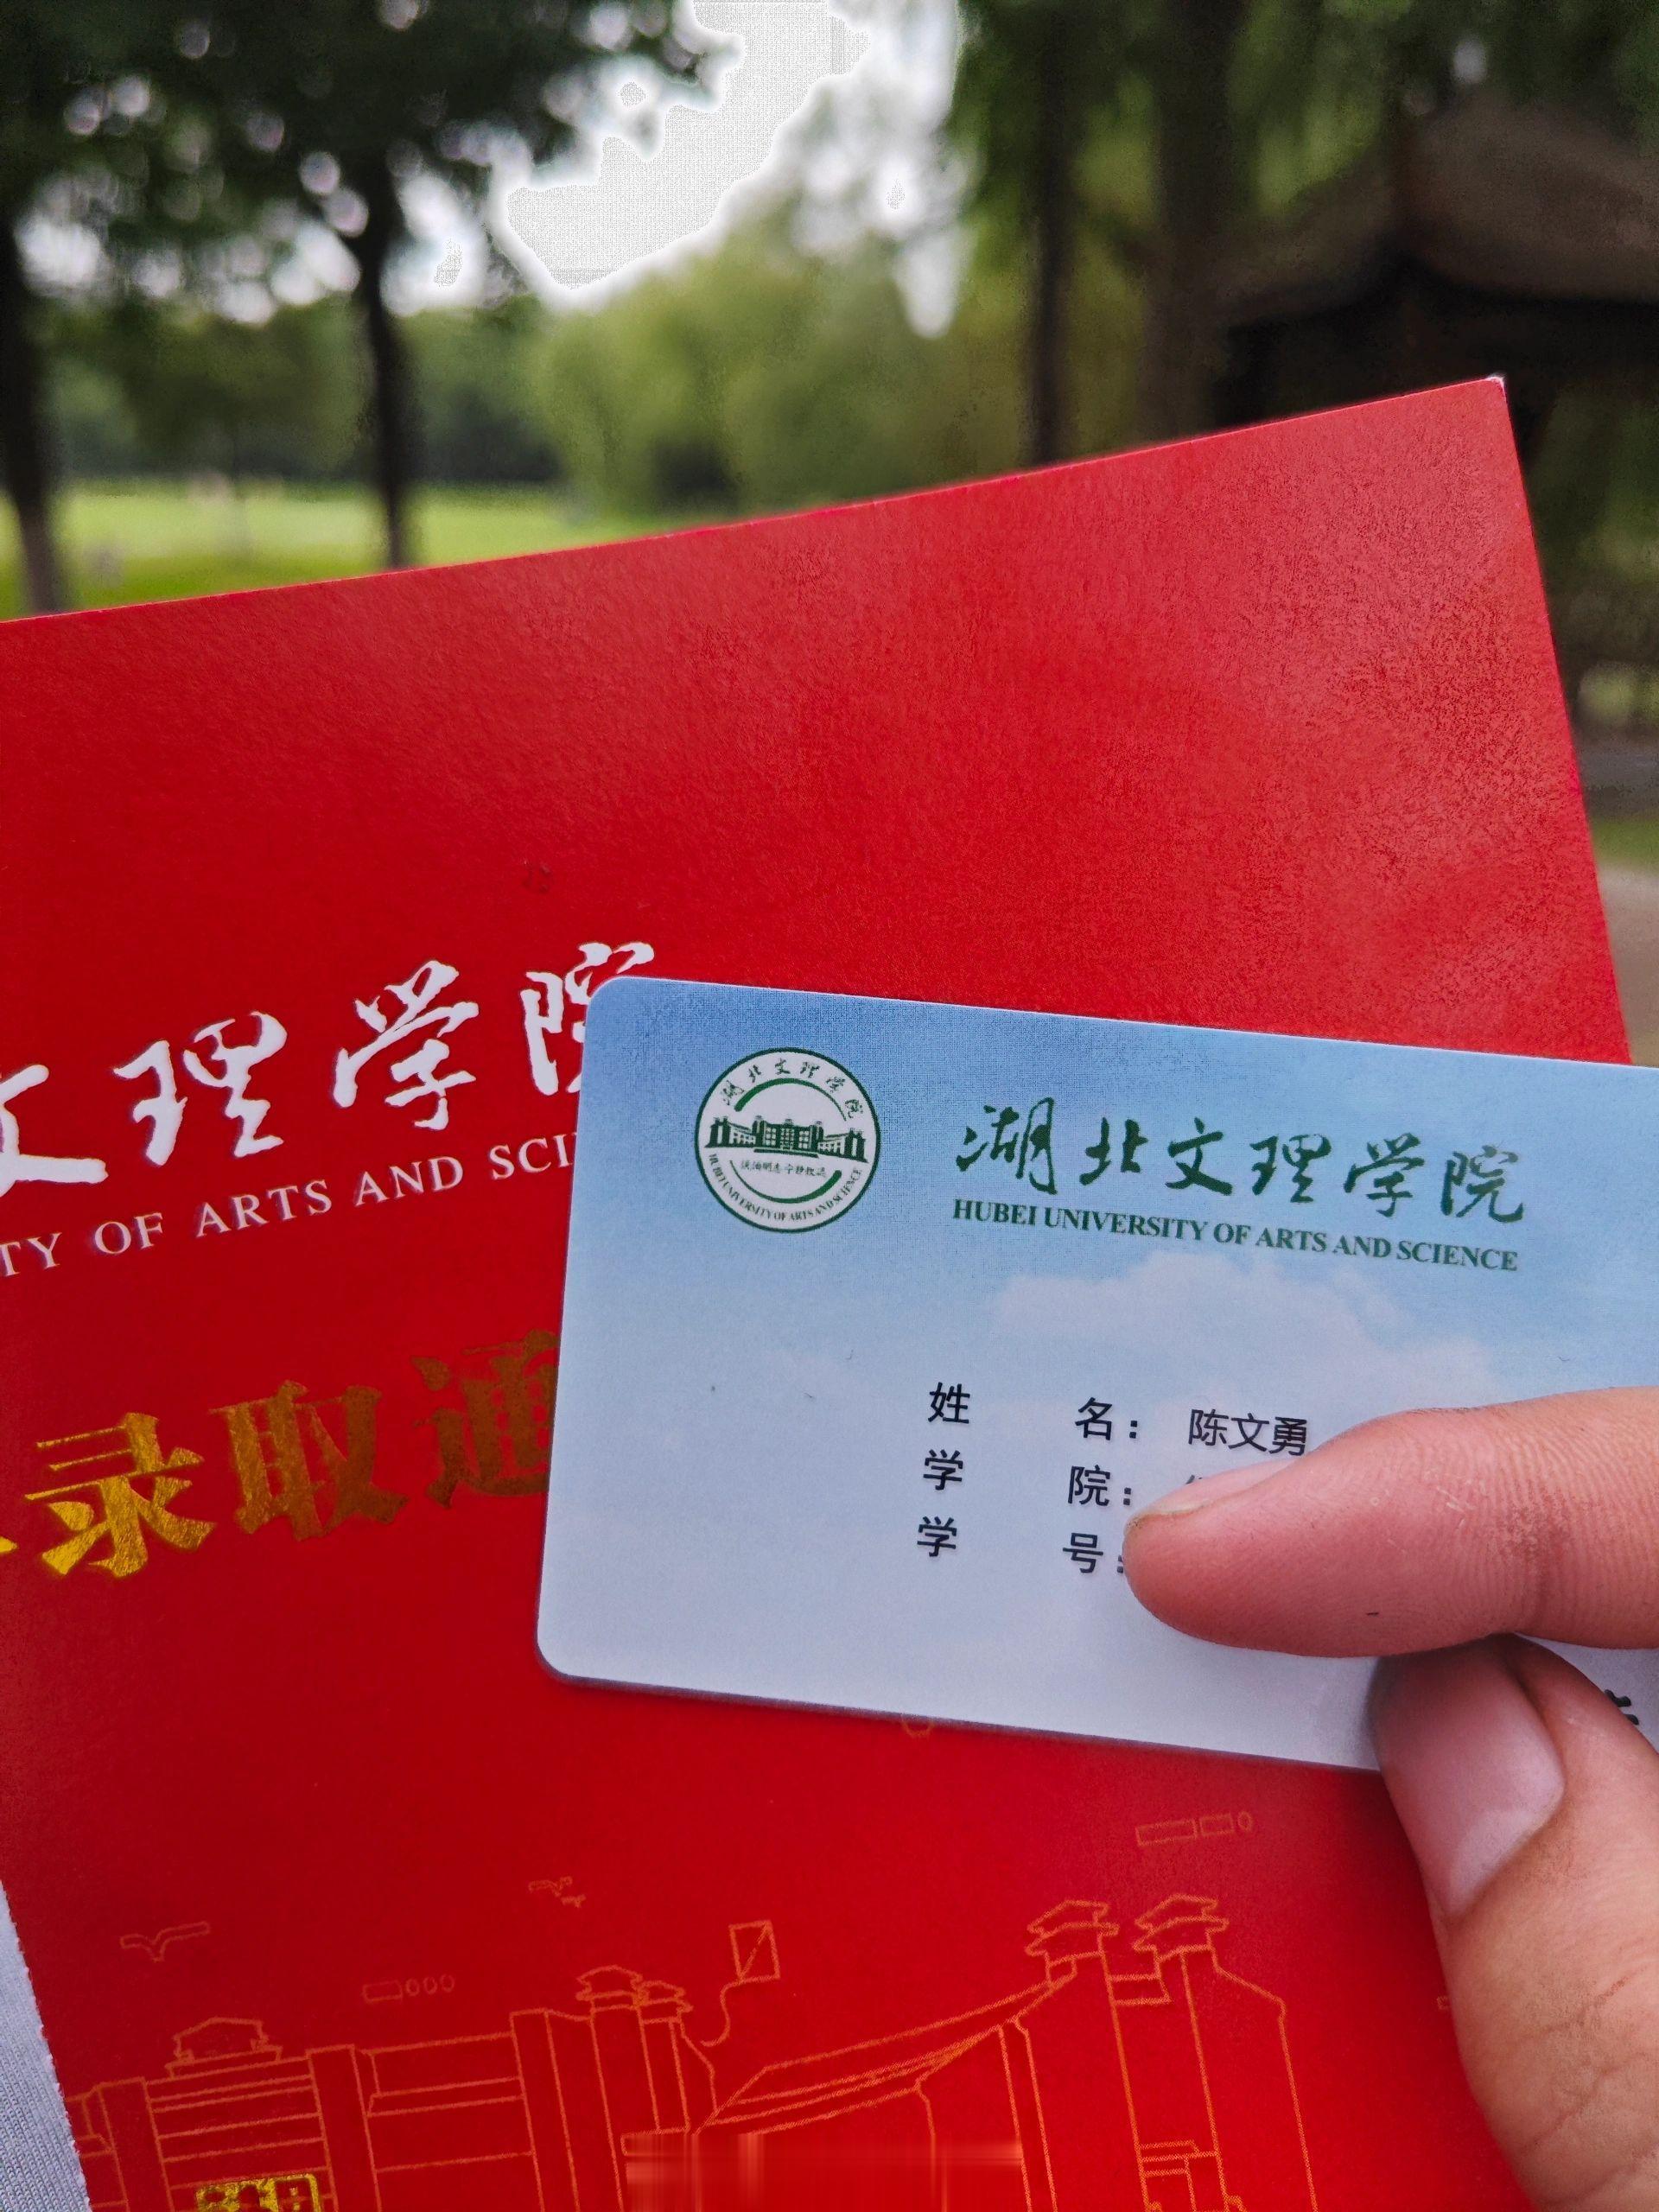 文理学院
TY OF ARTS AND SCI
录取通
湖北文理学院
HUBEI UNIVERSITY OF ARTS AND SCIENCE
湖北文理学院
HUBEI UNIVERSITY OF ARTS AND SCIENCE
姓 名： 陈文勇
学 院：
学 号：